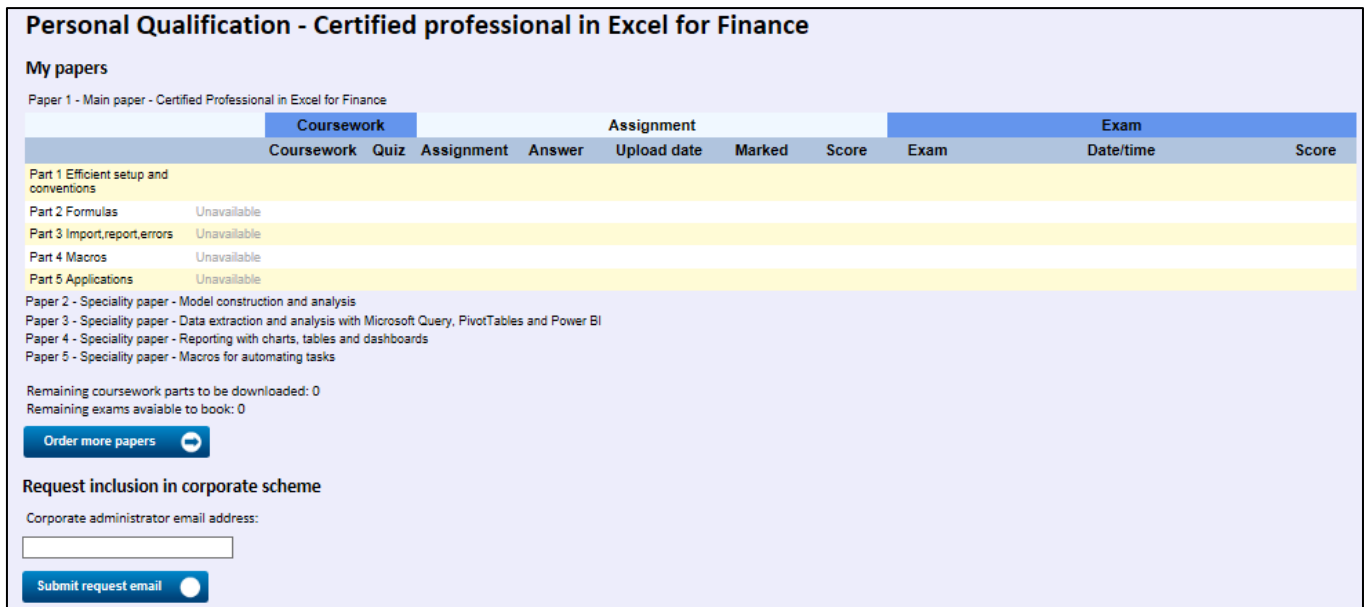 Personal Qualification - Certified professional in Excel for Finance
My papers
Paper 1 - Main paper - Certified Professional in Excel for Finance
Coursework Assignment Exam
Coursework Quiz Assignment Answer Upload date Marked Score Exam Date/time Score
Part 1 Efficient setup and
conventions
Part 2 Formulas Unavailable
Part 3 Import,report,errors Unavailable
Part 4 Macros Unavailable
Part 5 Applications Unavailable
Paper 2 - Speciality paper - Model construction and analysis
Paper 3 - Speciality paper - Data extraction and analysis with Microsoft Query, PivotTables and Power BI
Paper 4 - Speciality paper - Reporting with charts, tables and dashboards
Paper 5 - Speciality paper - Macros for automating tasks
Remaining coursework parts to be downloaded: 0
Remaining exams avaiable to book: 0
Order more papers
Request inclusion in corporate scheme
Corporate administrator email address:
Submit request email